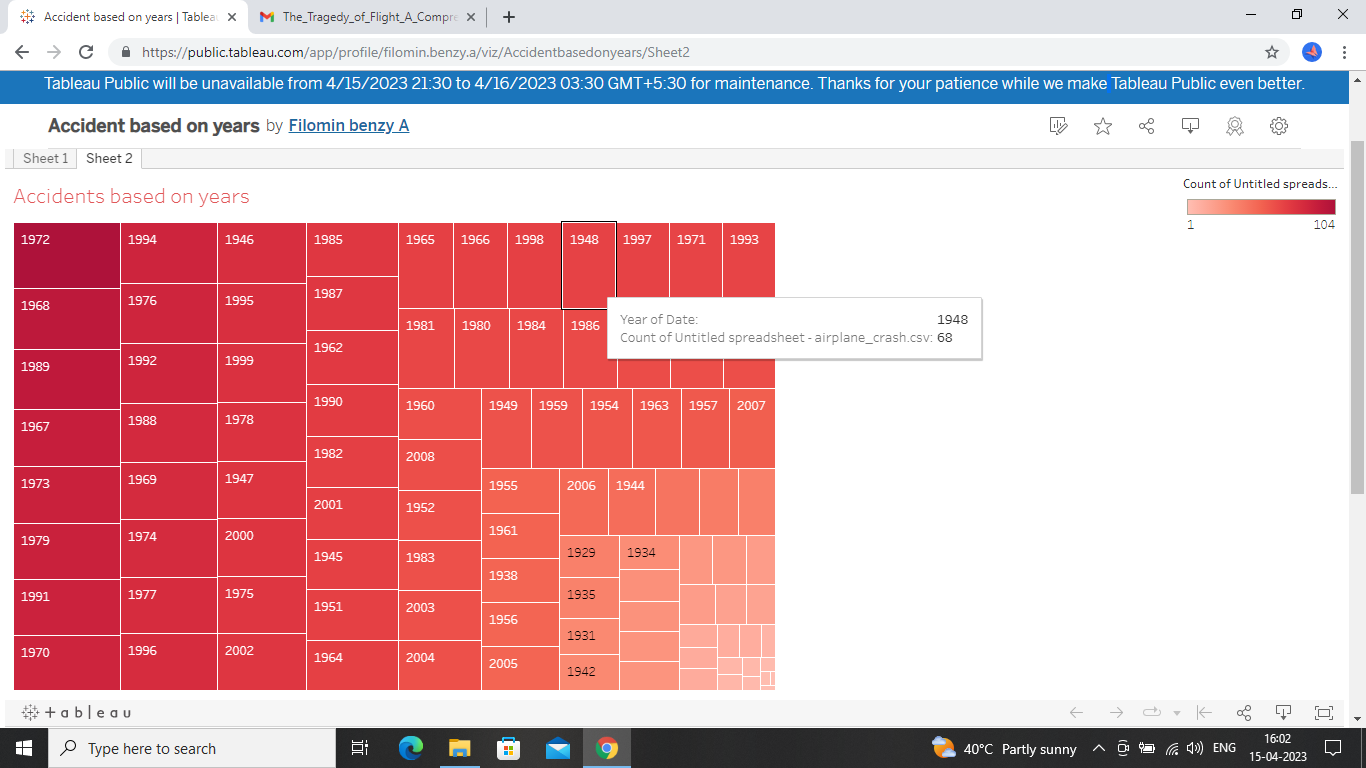 Accident based on years | Tablea
The_Tragedy_of_Flight_A_Compre
https://public.tableau.com/app/profile/filomin.benzy.a/viz/Accidentbasedonyears/Sheet2
Tableau Public will be unavailable from 4/15/2023 21:30 to 4/16/2023 03:30 GMT+5:30 for maintenance. Thanks for your patience while we make Tableau Public even better.
Accident based on years by Filomin benzy A
Sheet 1 Sheet 2
Accidents based on years
Count of Untitled spreads...
1 104
1972 1994 1946 1985 1965 1966 1998 1948 1997 1971 1993
1987
1968 1976 1995
Year of Date: 1948
1981 1980 1984 1986
Count of Untitled spreadsheet - airplane_crash.csv: 68
1962
1989 1992 1999
1990 1960 1949 1959 1954 1963 1957 2007
1967 1988 1978
1982 2008
1973 1969 1947 1955 2006 1944
2001 1952
1979 1974 2000 1961
1945 1983 1929 1934
1938
1991 1977 1975 1935
1951 2003
1956
1931
1970 1996 2002 1964 2004 2005 1942
+ a b | e a u
Type here to search
40°C Partly sunny
ENG
16:02
15-04-2023